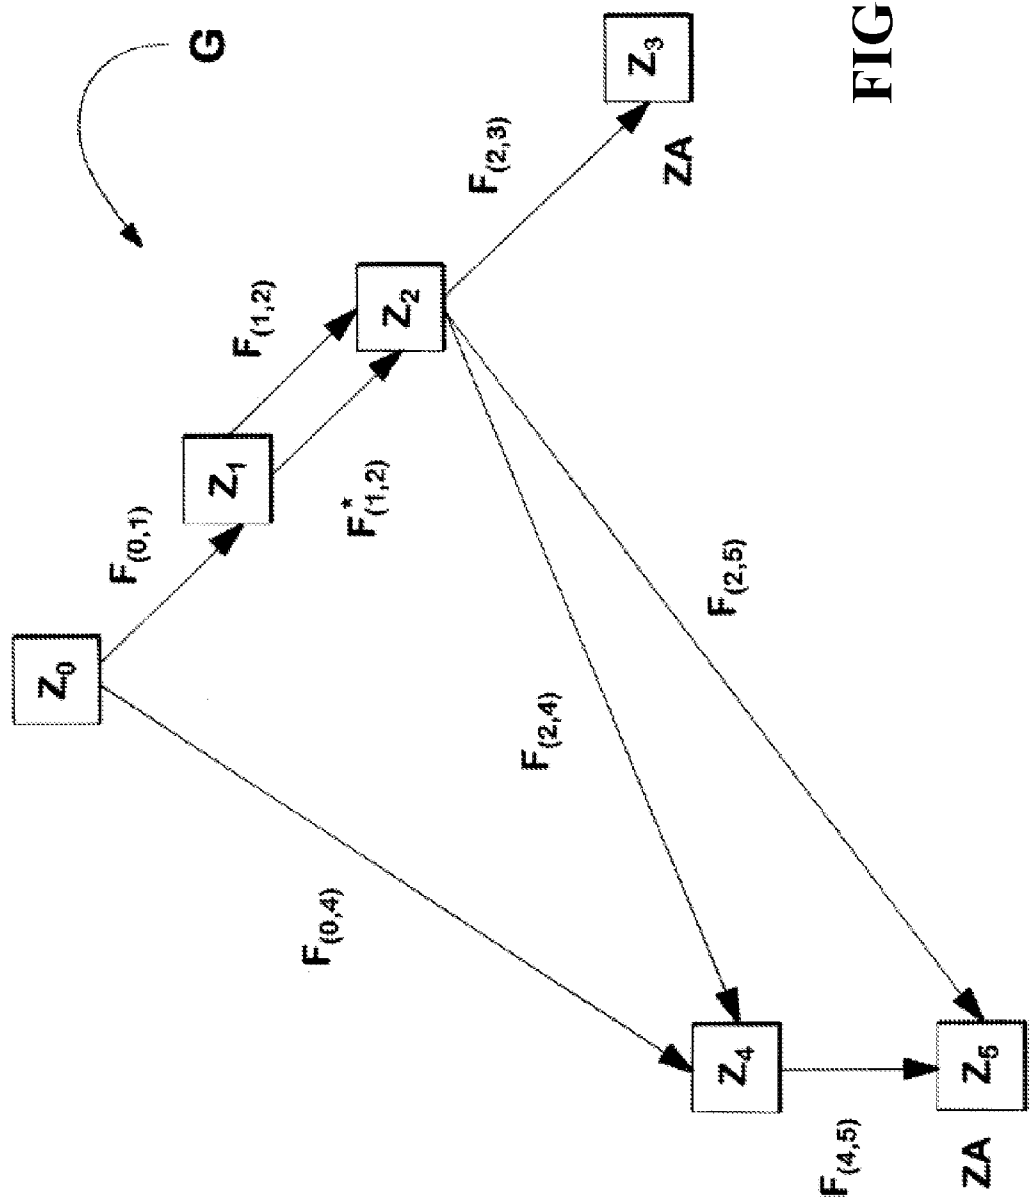 Z₀
F₍₀,₁₎
G
Z₁
F₍₁,₂₎
F₍₀,₄₎
F*₍₁,₂₎
Z₂
F₍₂,₃₎
F₍₂,₄₎
Z₃
ZA
F₍₂,₅₎
Z₄
F₍₄,₅₎
FIG
ZA
Z₅